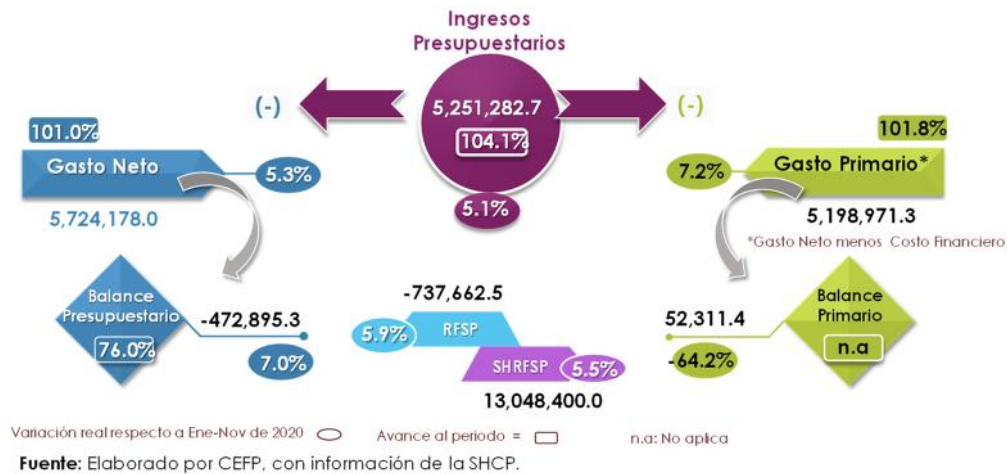 Ingresos
Presupuestarios
(-)
5,251,282.7
(-)
104.1%
5.1%
101.0%
Gasto Neto
5.3%
5,724,178.0
101.8%
7.2%
Gasto Primario*
5,198,971.3
*Gasto Neto menos Costo Financiero
Balance
Presupuestario
76.0%
-472,895.3
7.0%
-737,662.5
5.9%
RFSP
SHRFSP
5.5%
13,048,400.0
52,311.4
-64.2%
Balance
Primario
n.a
Variación real respecto a Ene-Nov de 2020
Avance al periodo =
n.a: No aplica
Fuente: Elaborado por CEFP, con información de la SHCP.